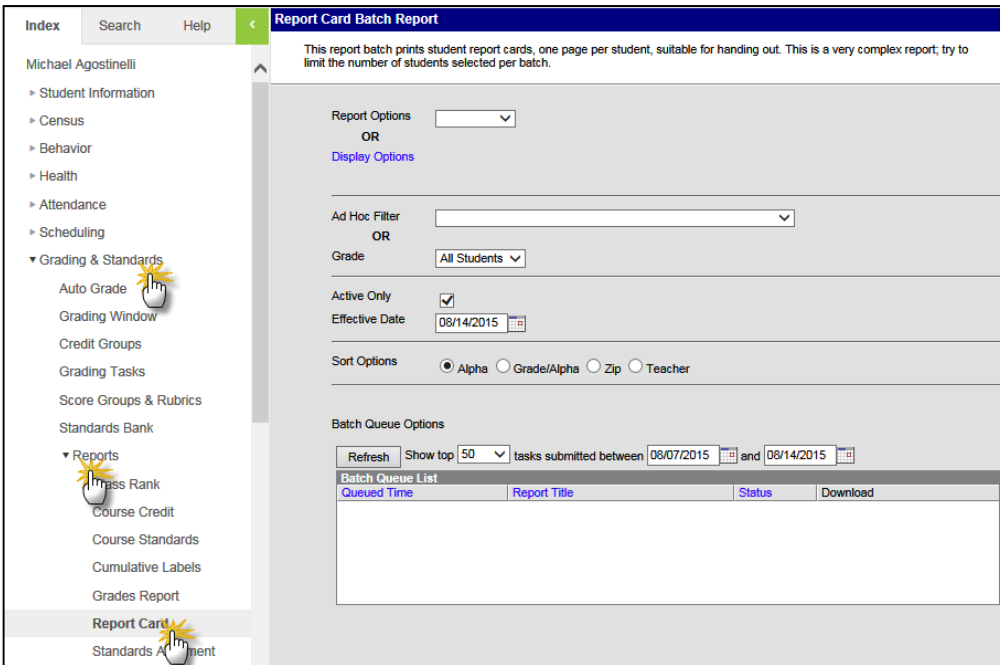 Index Search Help
Michael Agostinelli
Student Information
Census
Behavior
Health
Attendance
Scheduling
Grading & Standards
Auto Grade
Grading Window
Credit Groups
Grading Tasks
Score Groups & Rubrics
Standards Bank
Reports
Rank
Course Credit
Course Standards
Cumulative Labels
Grades Report
Report Card
Standards
Report Card Batch Report
This report batch prints student report cards, one page per student, suitable for handing out. This is a very complex report; try to
limit the number of students selected per batch.
Report Options
OR
Display Options
Ad Hoc Filter
OR
Grade All Students
Active Only
Effective Date 08/14/2015
Sort Options Alpha Grade/Alpha Zip Teacher
Batch Queue Options
Refresh Show top 50 tasks submitted between 08/07/2015 and 08/14/2015
Batch Queue List
Queued Time Report Title Status Download